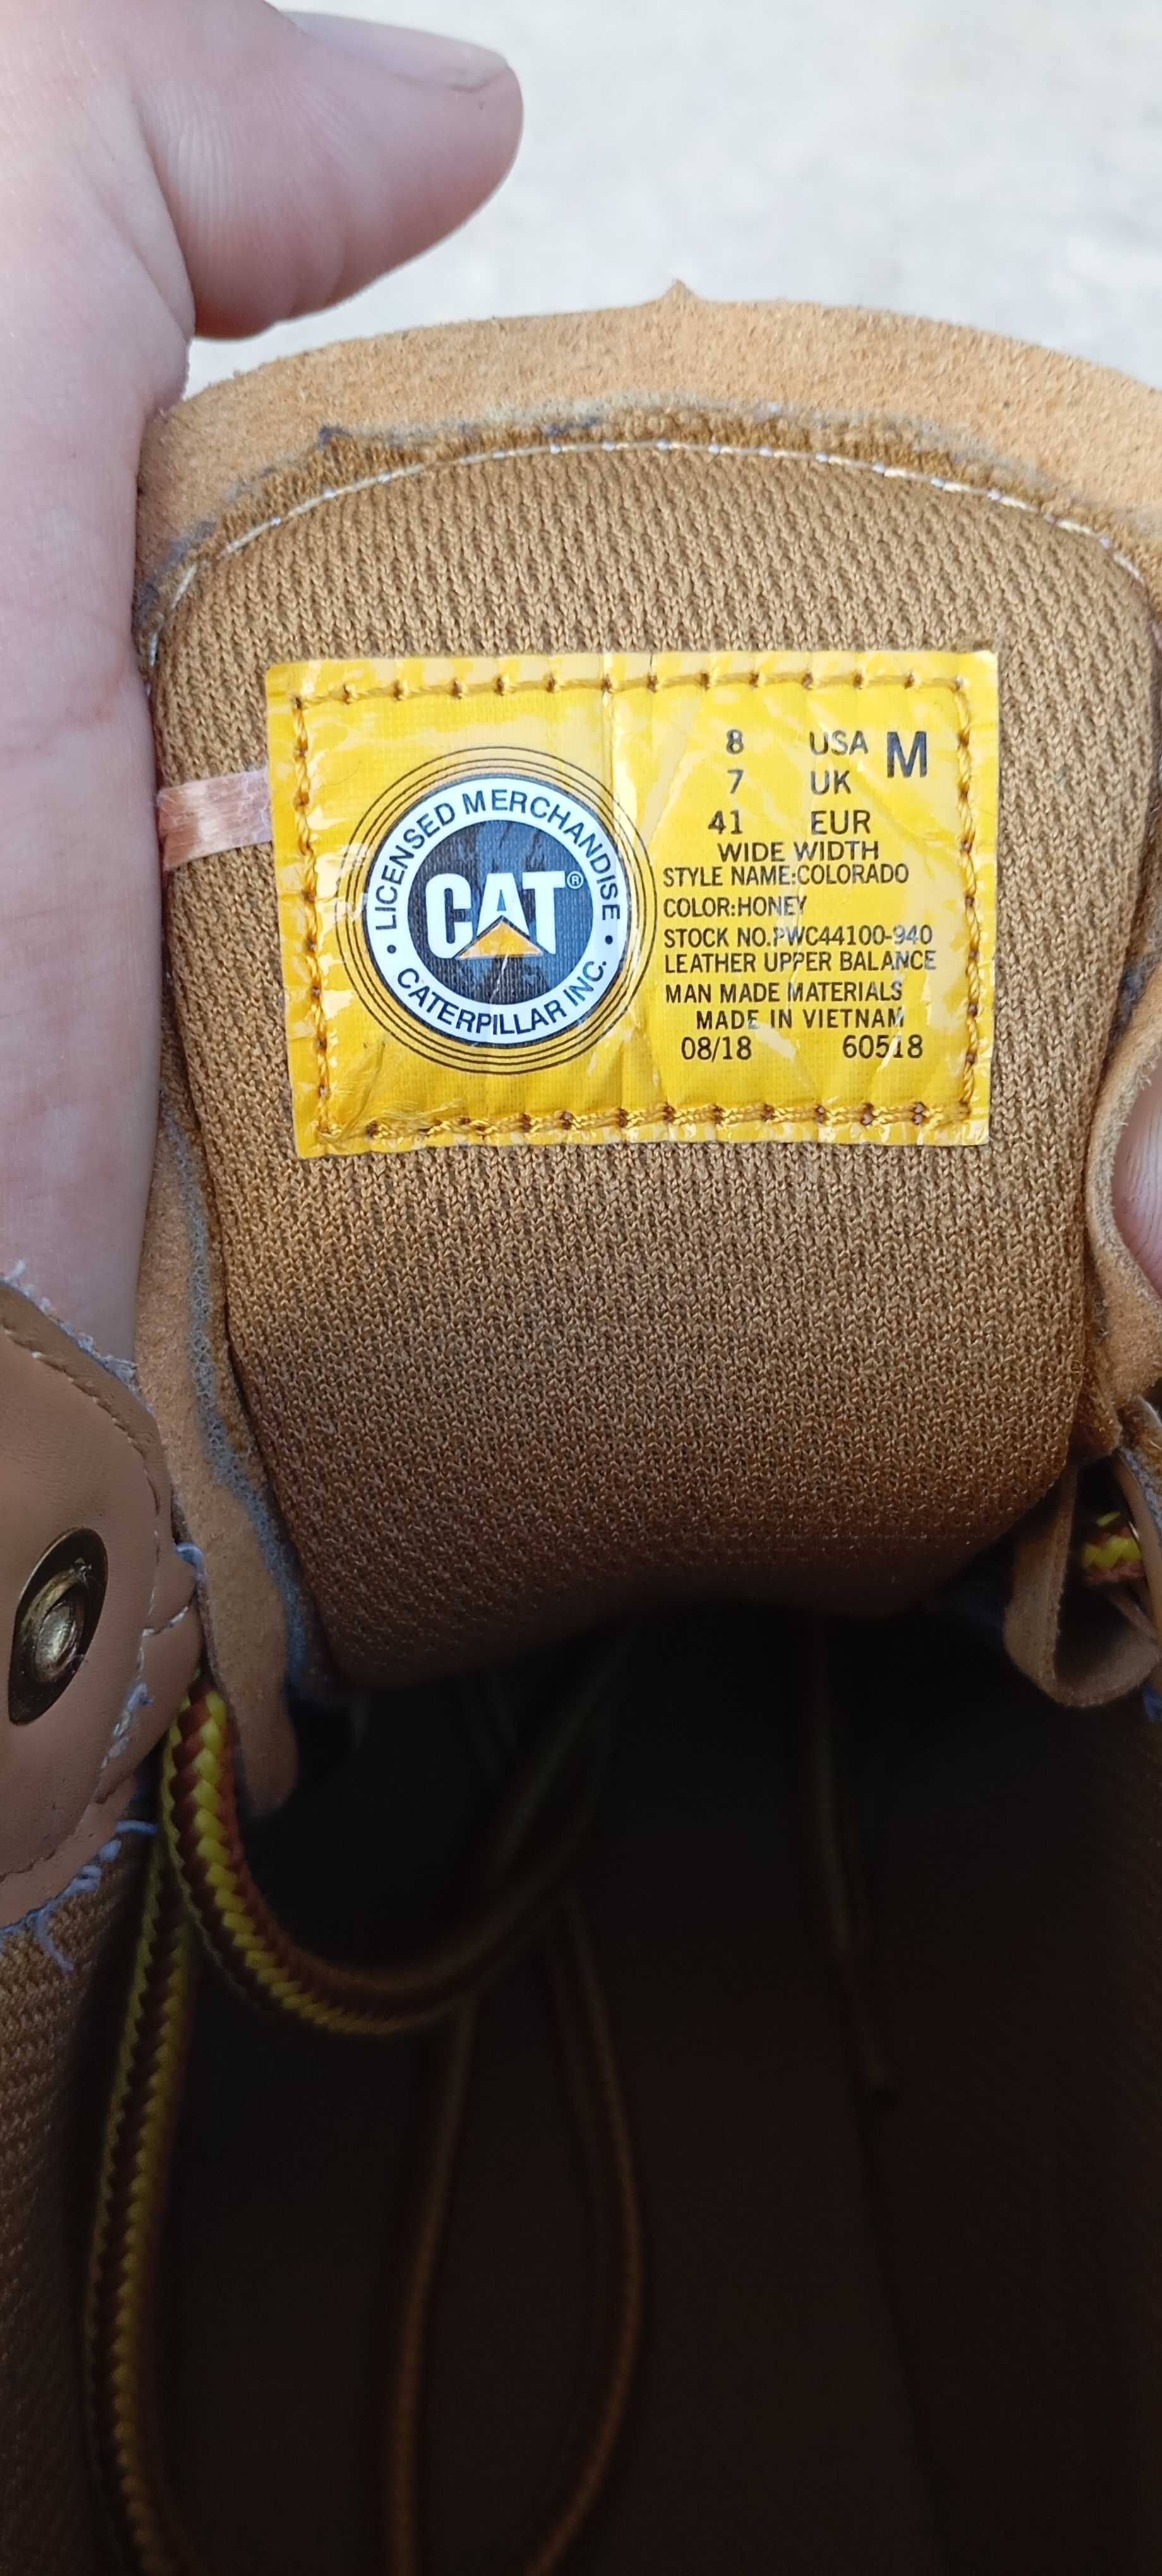 LICENSED MERCHANDISE
CAT®
• CATERPILLAR INC. •
8 USA M
7 UK
41 EUR
WIDE WIDTH
STYLE NAME:COLORADO
COLOR:HONEY
STOCK NO.PWC44100-940
LEATHER UPPER BALANCE
MAN MADE MATERIALS
MADE IN VIETNAM
08/18 60518